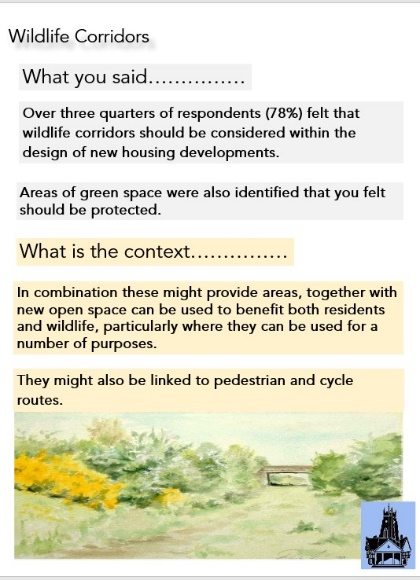 Wildlife Corridors
What you said……………
Over three quarters of respondents (78%) felt that
wildlife corridors should be considered within the
design of new housing developments.
Areas of green space were also identified that you felt
should be protected.
What is the context……………
In combination these might provide areas, together with
new open space can be used to benefit both residents
and wildlife, particularly where they can be used for a
number of purposes.
They might also be linked to pedestrian and cycle
routes.